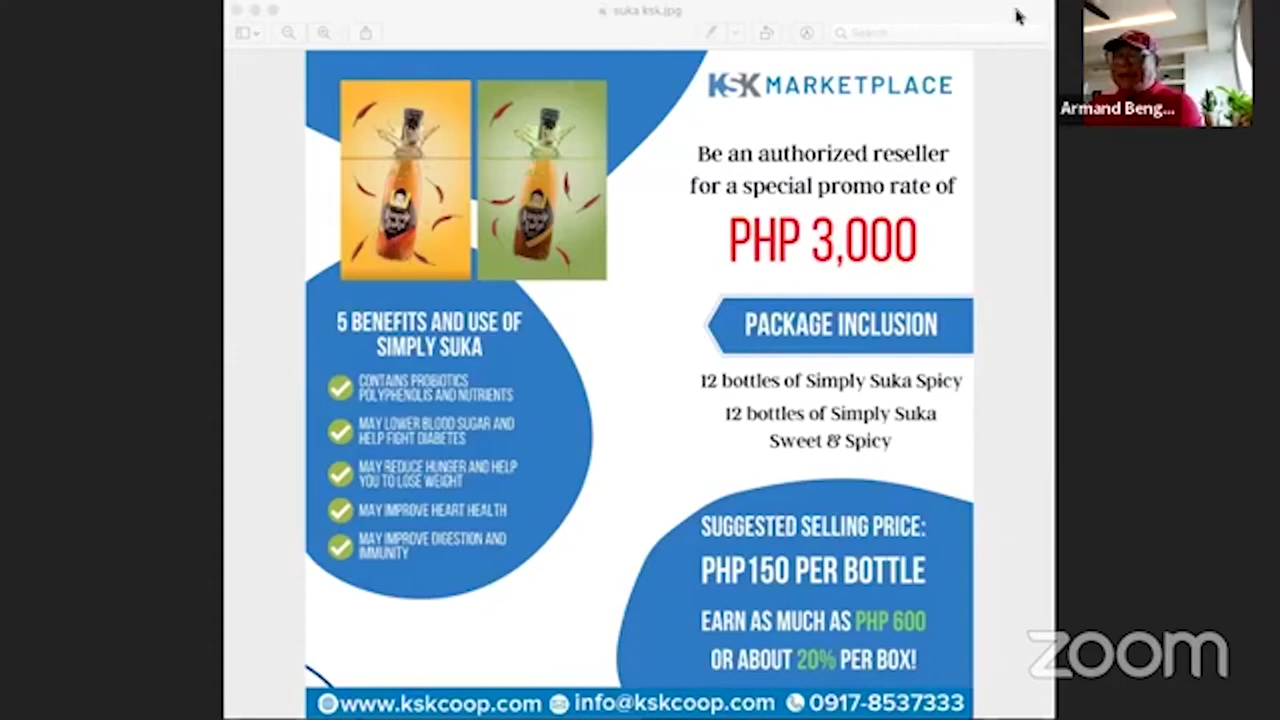 suka ksk.jpg
Search
Armand Beng...
KSK MARKETPLACE
Be an authorized reseller
for a special promo rate of
PHP 3,000
PACKAGE INCLUSION
12 bottles of Simply Suka Spicy
12 bottles of Simply Suka
Sweet & Spicy
5 BENEFITS AND USE OF
SIMPLY SUKA
CONTAINS PROBIOTICS
POLYPHENOLIS AND NUTRIENTS
MAY LOWER BLOOD SUGAR AND
HELP FIGHT DIABETES
MAY REDUCE HUNGER AND HELP
YOU TO LOSE WEIGHT
MAY IMPROVE HEART HEALTH
MAY IMPROVE DIGESTION AND
IMMUNITY
SUGGESTED SELLING PRICE:
PHP150 PER BOTTLE
EARN AS MUCH AS PHP 600
OR ABOUT 20% PER BOX!
zoom
www.kskcoop.com info@kskcoop.com 0917-8537333